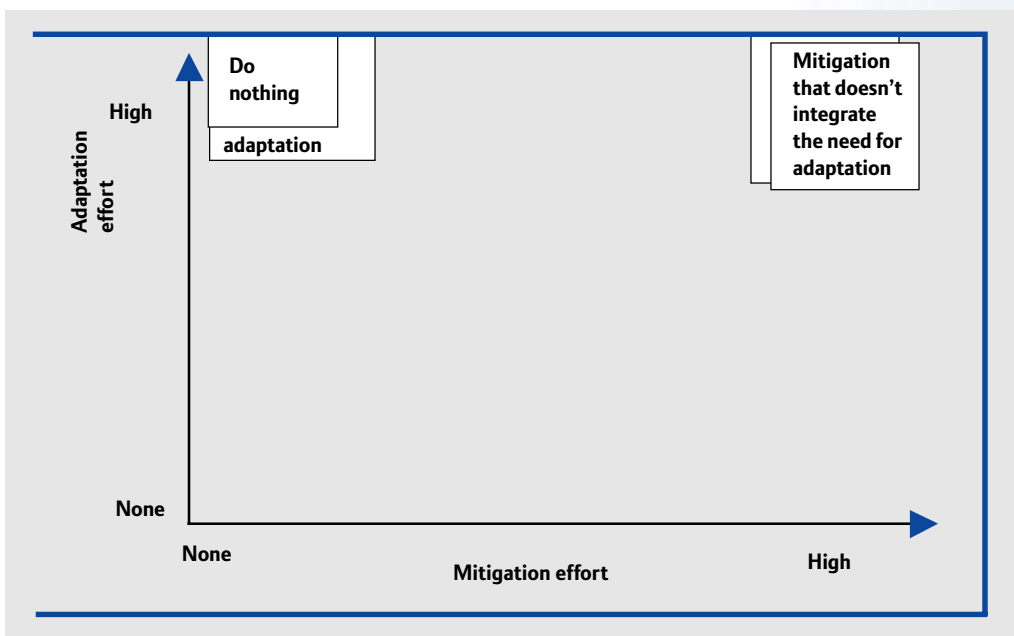 Do
nothing
adaptation
Mitigation
that doesn't
integrate
the need for
adaptation
High
Adaptation
effort
None
None
Mitigation effort
High